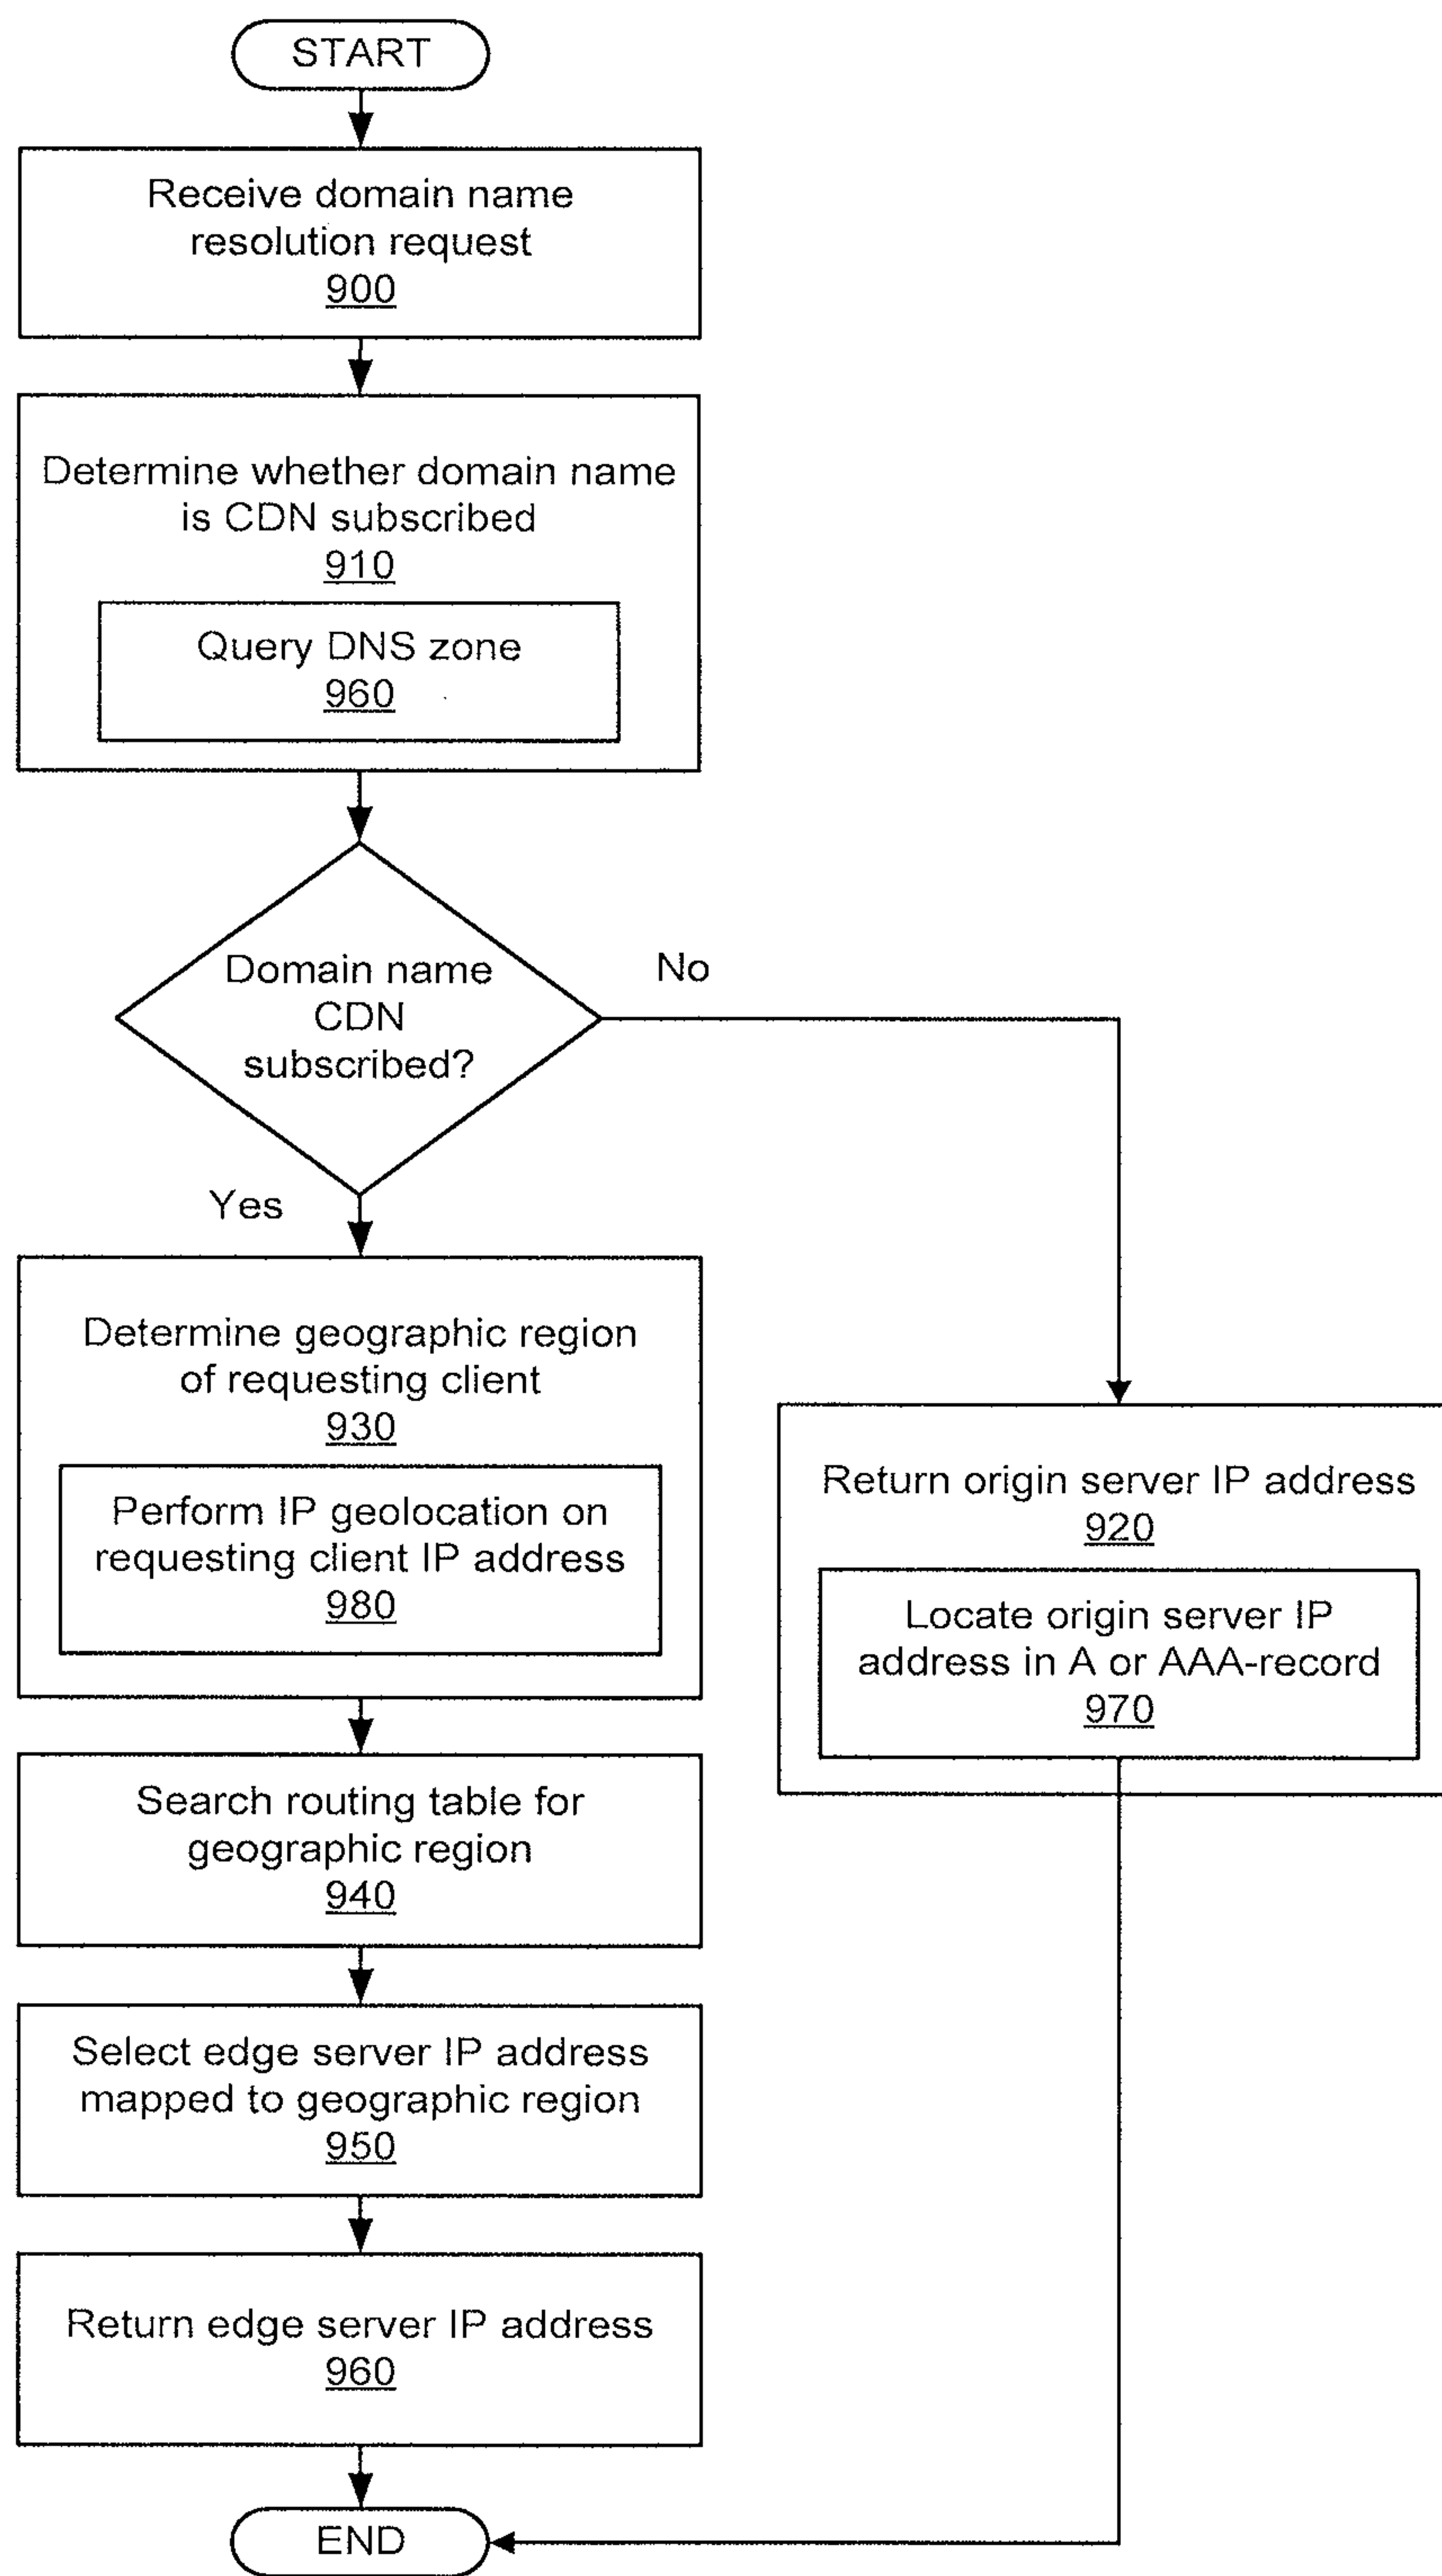 START
Receive domain name
resolution request
900
Determine whether domain name
is CDN subscribed
910
Query DNS zone
960
Domain name
CDN
subscribed?
No
Yes
Determine geographic region
of requesting client
930
Perform IP geolocation on
requesting client IP address
980
Return origin server IP address
920
Locate origin server IP
address in A or AAA-record
970
Search routing table for
geographic region
940
Select edge server IP address
mapped to geographic region
950
Return edge server IP address
960
END